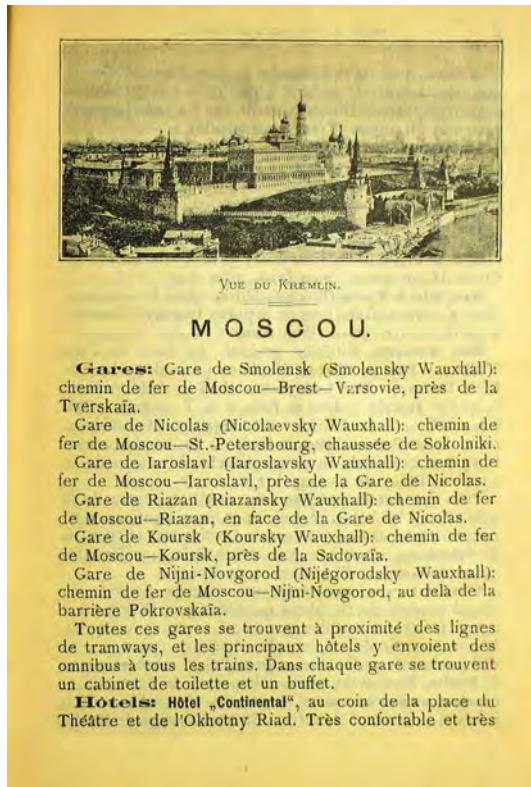 VUE DU KREMLIN.
MOSCOU.
Gares: Gare de Smolensk (Smolensky Wauxhall):
chemin de fer de Moscou—Brest—Varsovie, près de la
Tverskaïa.
Gare de Nicolas (Nicolaevsky Wauxhall): chemin de
fer de Moscou—St.-Petersbourg, chaussée de Sokolniki.
Gare de Iaroslavl (Iaroslavsky Wauxhall): chemin de
fer de Moscou—Iaroslavl, près de la Gare de Nicolas.
Gare de Riazan (Riazansky Wauxhall): chemin de fer
de Moscou—Riazan, en face de la Gare de Nicolas.
Gare de Koursk (Koursky Wauxhall): chemin de fer
de Moscou—Koursk, près de la Sadovaïa.
Gare de Nijni-Novgorod (Nijégorodsky Wauxhall):
chemin de fer de Moscou—Nijni-Novgorod, au delà de la
barrière Pokrovskaïa.
Toutes ces gares se trouvent à proximité des lignes
de tramways, et les principaux hôtels y envoient des
omnibus à tous les trains. Dans chaque gare se trouvent
un cabinet de toilette et un buffet.
Hôtels: Hôtel „Continental“, au coin de la place du
Théâtre et de l'Okhotny Riad. Très confortable et très